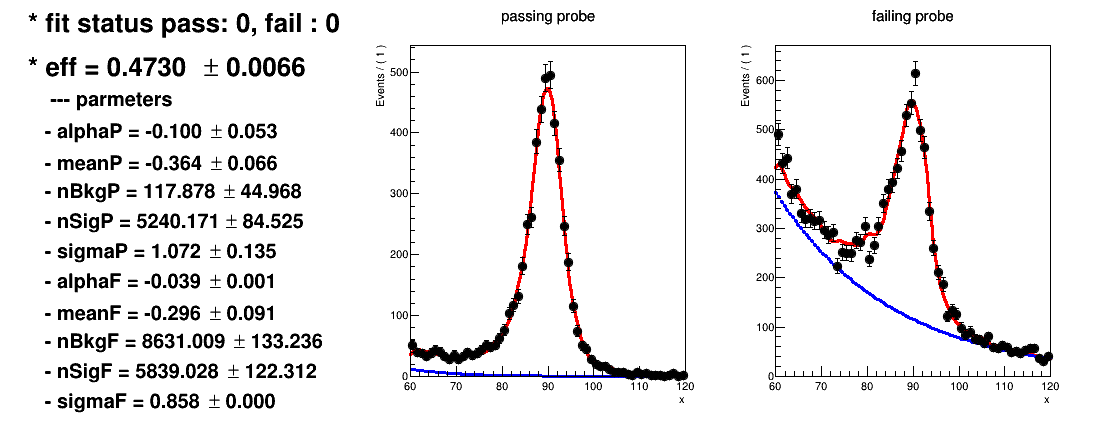 * fit status pass: 0, fail : 0
* eff = 0.4730 ± 0.0066
--- parmeters
- alphaP = -0.100 ± 0.053
- meanP = -0.364 ± 0.066
- nBkgP = 117.878 ± 44.968
- nSigP = 5240.171 ± 84.525
- sigmaP = 1.072 ± 0.135
- alphaF = -0.039 ± 0.001
- meanF = -0.296 ± 0.091
- nBkgF = 8631.009 ± 133.236
- nSigF = 5839.028 ± 122.312
- sigmaF = 0.858 ± 0.000
passing probe
Events / ( 1 )
500
400
300
200
100
0
60 70 80 90 100 110 120
x
failing probe
Events / ( 1 )
600
500
400
300
200
100
0
60 70 80 90 100 110 120
x